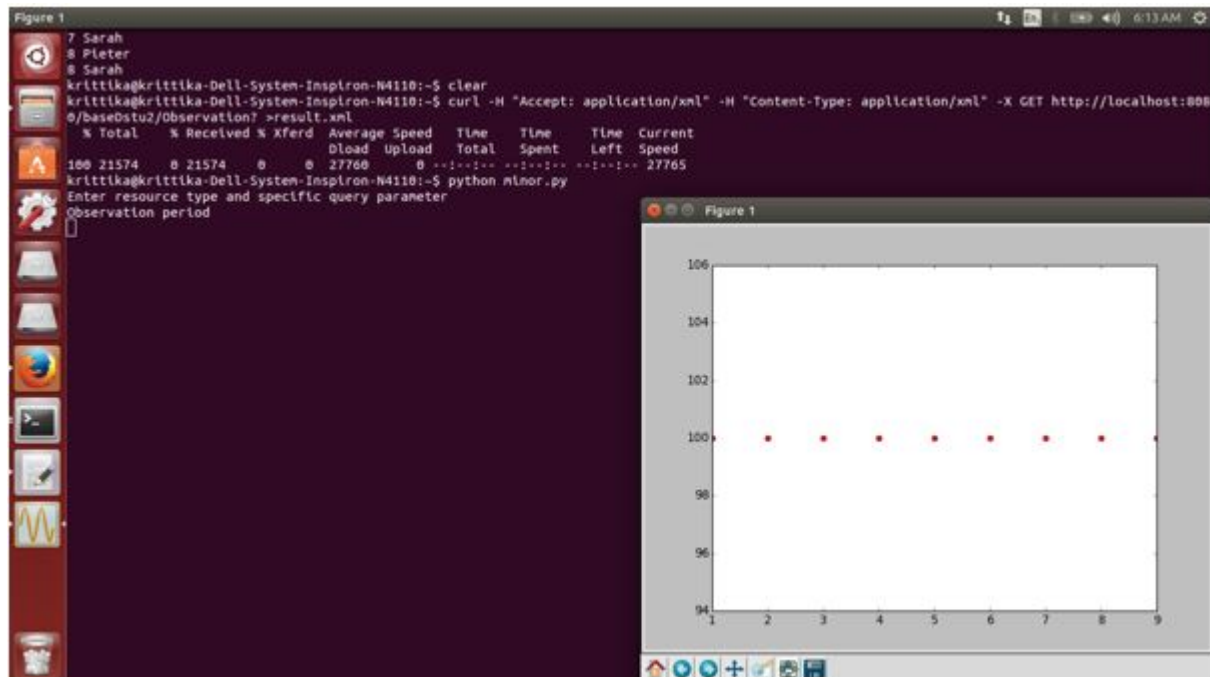 Figure 1
En
6:13 AM
7 Sarah
8 Pieter
8 Sarah
krittika@krittika-Dell-System-Inspiron-N4110:~$ clear
krittika@krittika-Dell-System-Inspiron-N4110:~$ curl -H "Accept: application/xml" -H "Content-Type: application/xml" -X GET http://localhost:808
0/baseDstu2/Observation? >result.xml
% Total % Received % Xferd Average Speed Time Time Time Current
Dload Upload Total Spent Left Speed
100 21574 0 21574 0 0 27760 0 --:--:-- --:--:-- --:--:-- 27765
krittika@krittika-Dell-System-Inspiron-N4110:~$ python minor.py
Enter resource type and specific query parameter
Observation period
Figure 1
106
104
102
100
98
96
94
1 2 3 4 5 6 7 8 9